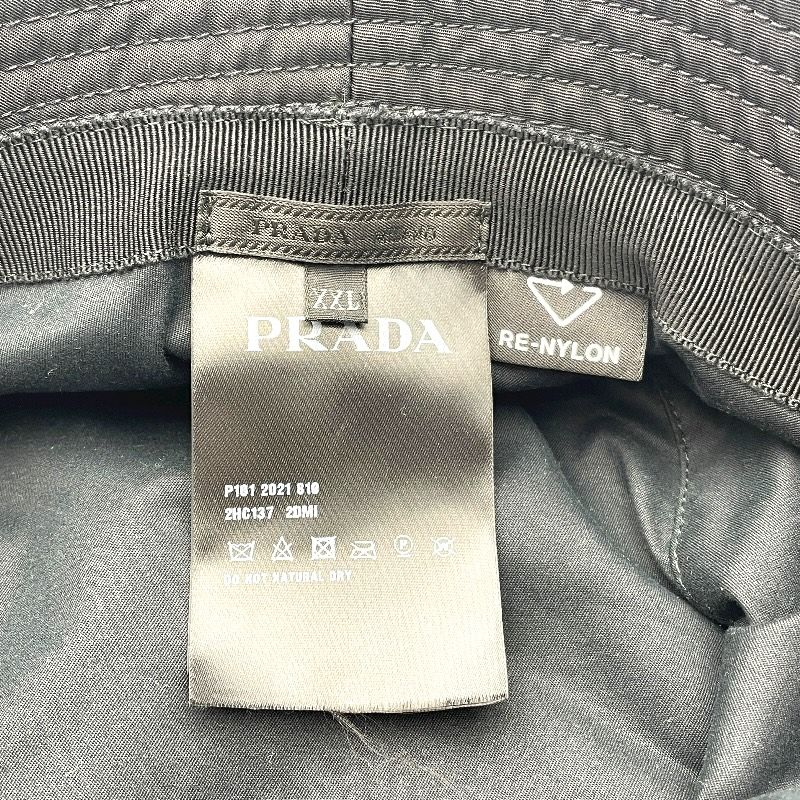 PRADA
XXL
PRADA
RE-NYLON
P181 2021 810
2HC137 2DMI
P
DO NOT NATURAL DRY